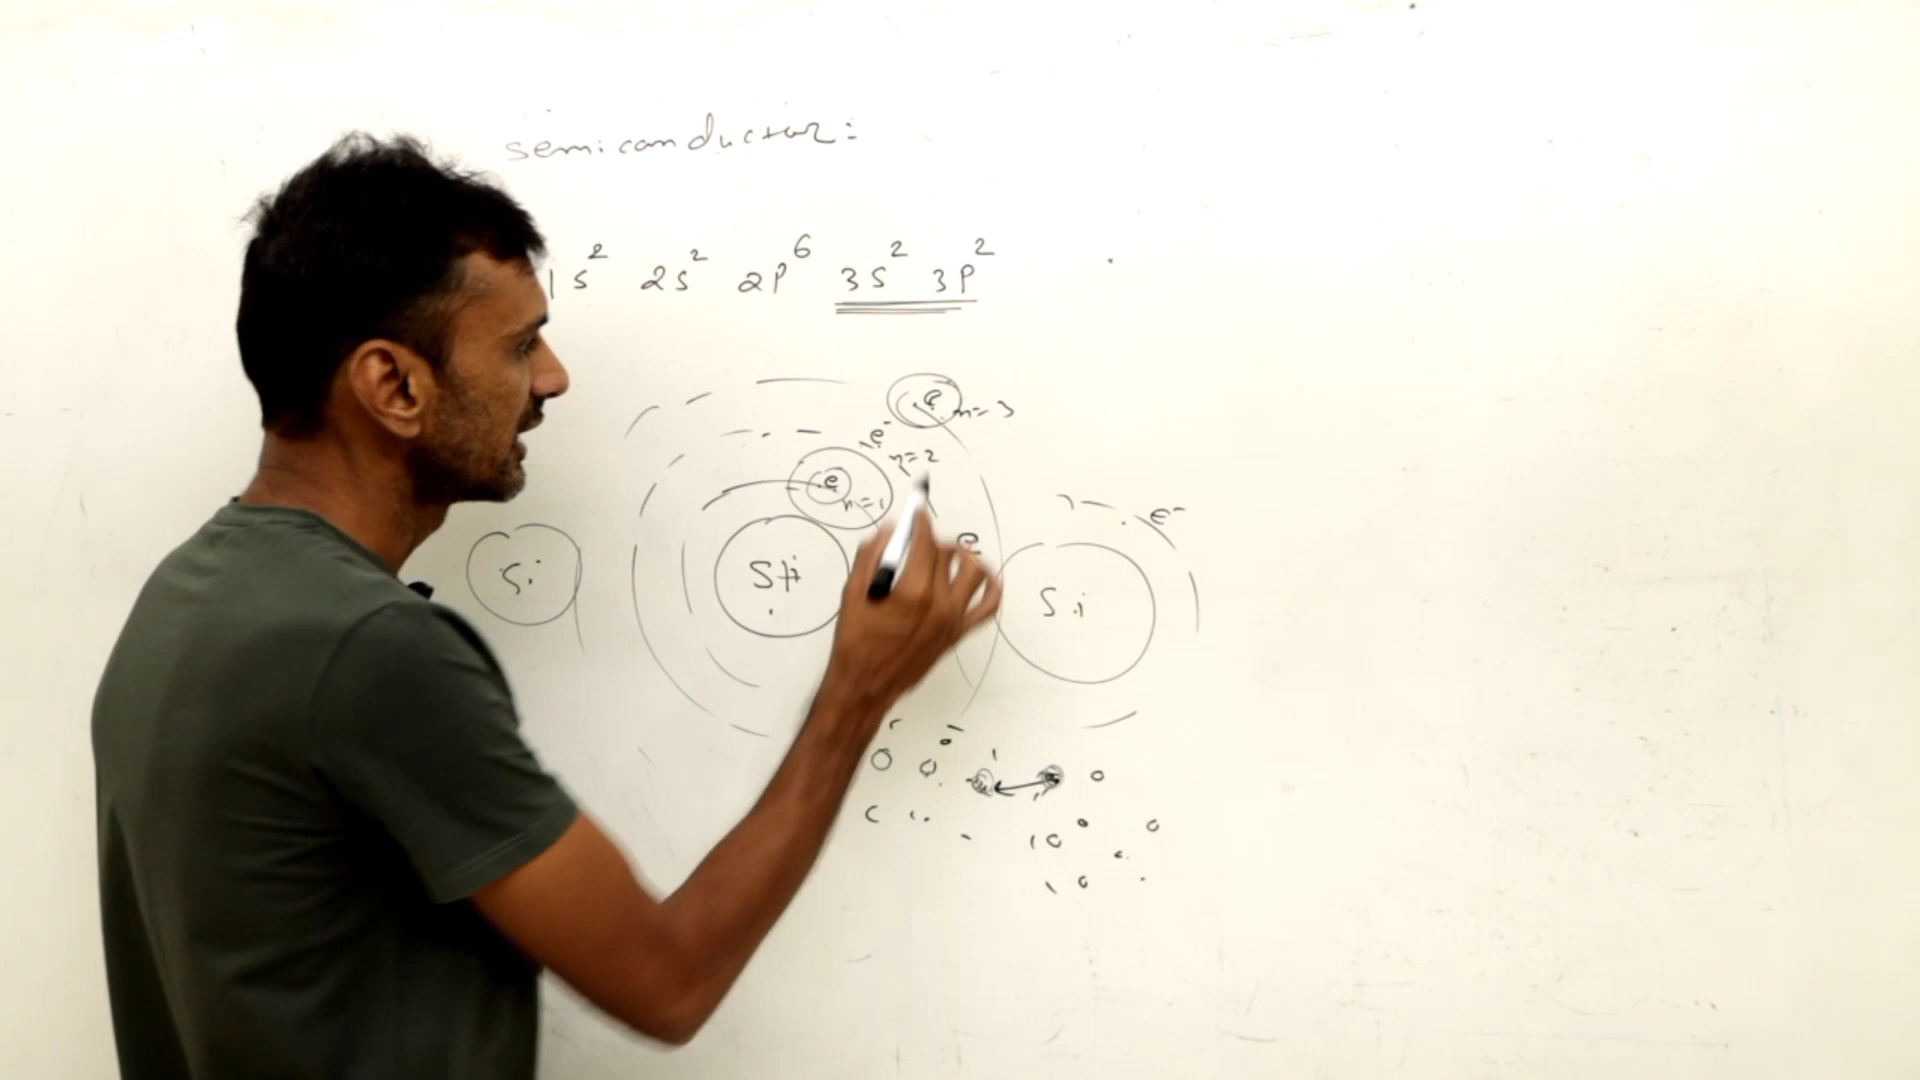 semiconductor:
1s² 2s² 2p⁶ 3s² 3p²
e n=3
e⁻
n=2
e
n=1
e⁻
e
Si
Si
Si